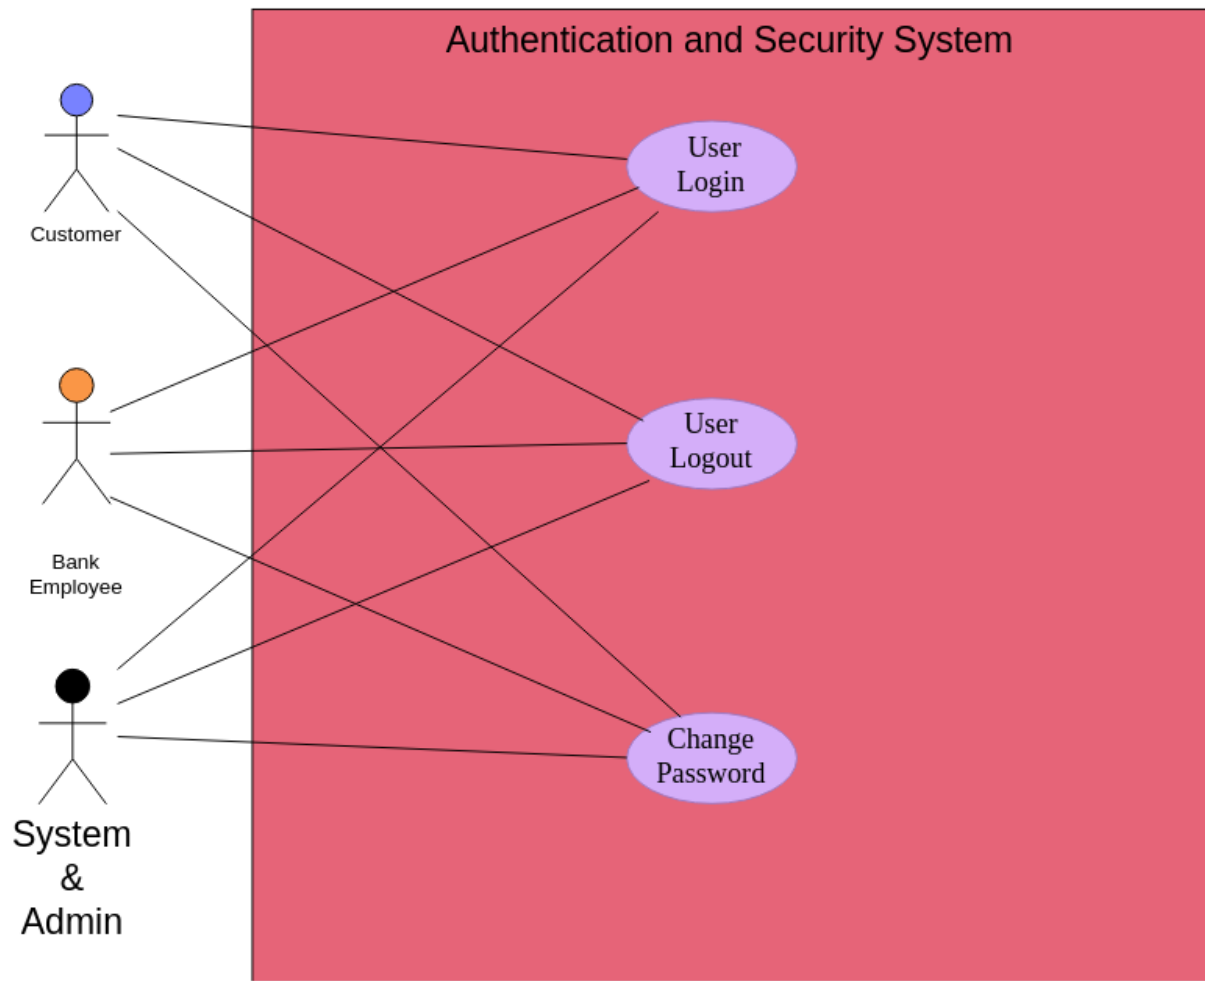 Authentication and Security System
User
Login
Customer
User
Logout
Bank
Employee
Change
Password
System
&
Admin